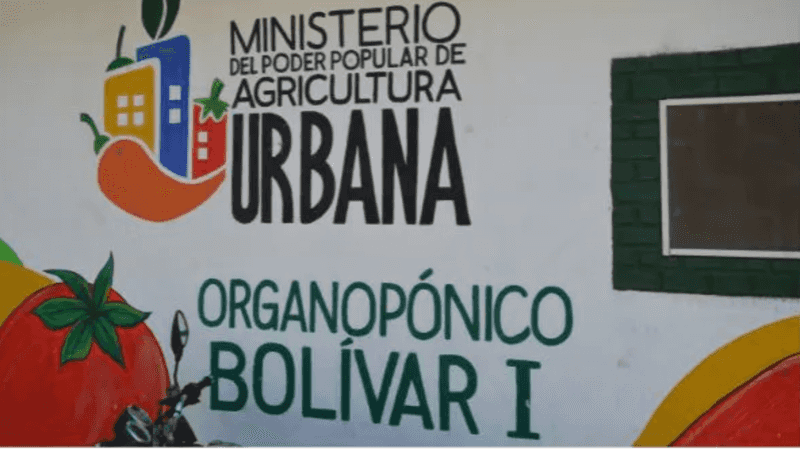 MINISTERIO
DEL PODER POPULAR DE
AGRICULTURA
URBANA
ORGANOPÓNICO
BOLÍVAR I